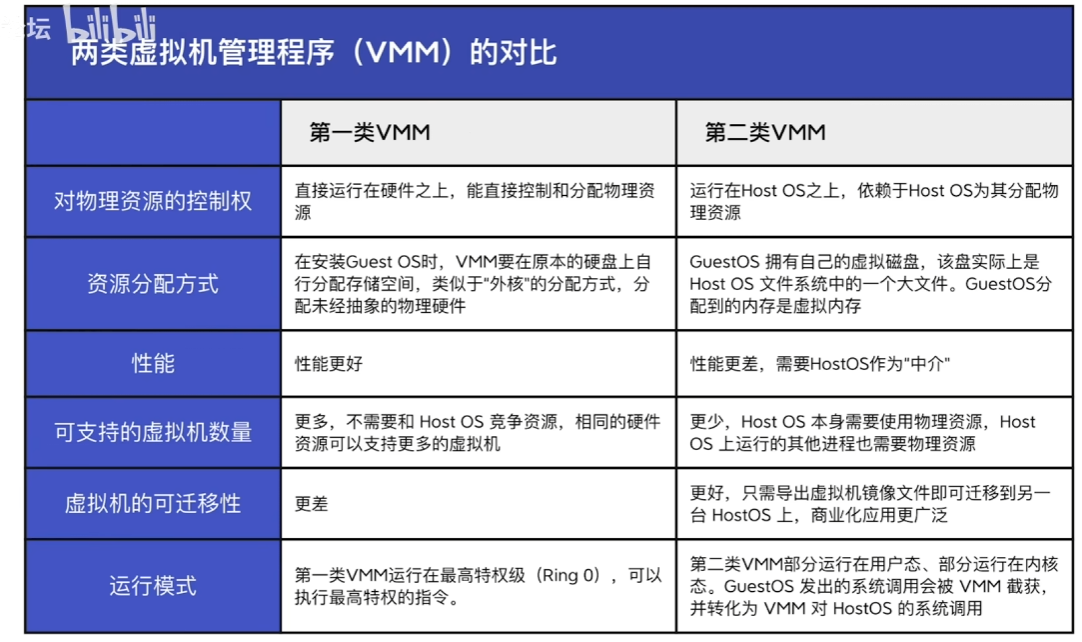 坛 bilibili
两类虚拟机管理程序（VMM）的对比
第一类VMM
第二类VMM
对物理资源的控制权
直接运行在硬件之上，能直接控制和分配物理资
源
运行在Host OS之上，依赖于Host OS为其分配物
理资源
资源分配方式
在安装Guest OS时，VMM要在原本的硬盘上自
行分配存储空间，类似于"外核"的分配方式，分
配未经抽象的物理硬件
GuestOS 拥有自己的虚拟磁盘，该盘实际上是
Host OS 文件系统中的一个大文件。GuestOS分
配到的内存是虚拟内存
性能
性能更好
性能更差，需要HostOS作为"中介"
可支持的虚拟机数量
更多，不需要和 Host OS 竞争资源，相同的硬件
资源可以支持更多的虚拟机
更少，Host OS 本身需要使用物理资源，Host
OS 上运行的其他进程也需要物理资源
虚拟机的可迁移性
更差
更好，只需导出虚拟机镜像文件即可迁移到另一
台 HostOS 上，商业化应用更广泛
运行模式
第一类VMM运行在最高特权级（Ring 0），可以
执行最高特权的指令。
第二类VMM部分运行在用户态、部分运行在内核
态。GuestOS 发出的系统调用会被 VMM 截获，
并转化为 VMM 对 HostOS 的系统调用